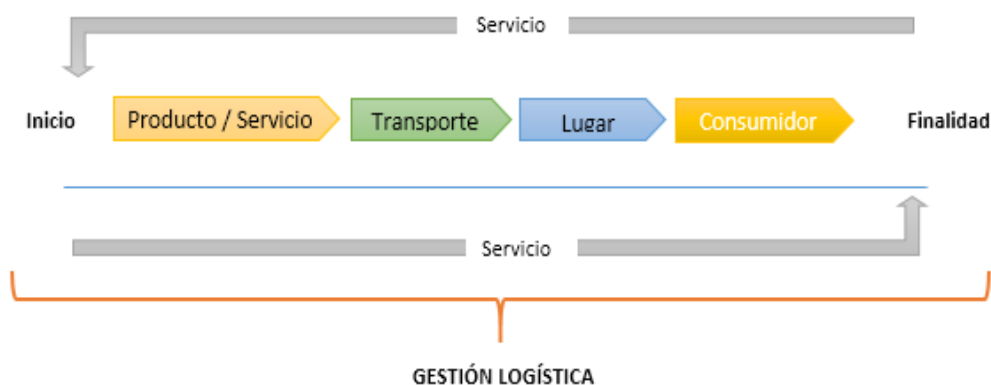 Servicio
Inicio Producto / Servicio Transporte Lugar Consumidor Finalidad
Servicio
GESTIÓN LOGÍSTICA